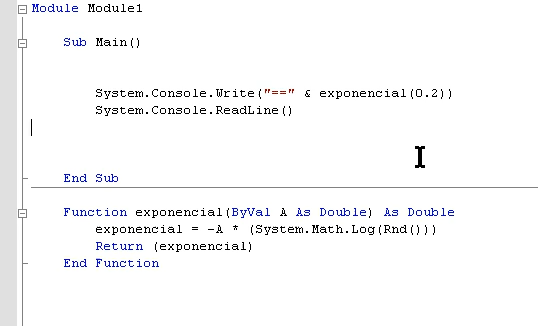 Module Module1
Sub Main()
System.Console.Write("==" & exponencial(0.2))
System.Console.ReadLine()
End Sub
Function exponencial(ByVal A As Double) As Double
exponencial = -A * (System.Math.Log(Rnd()))
Return (exponencial)
End Function